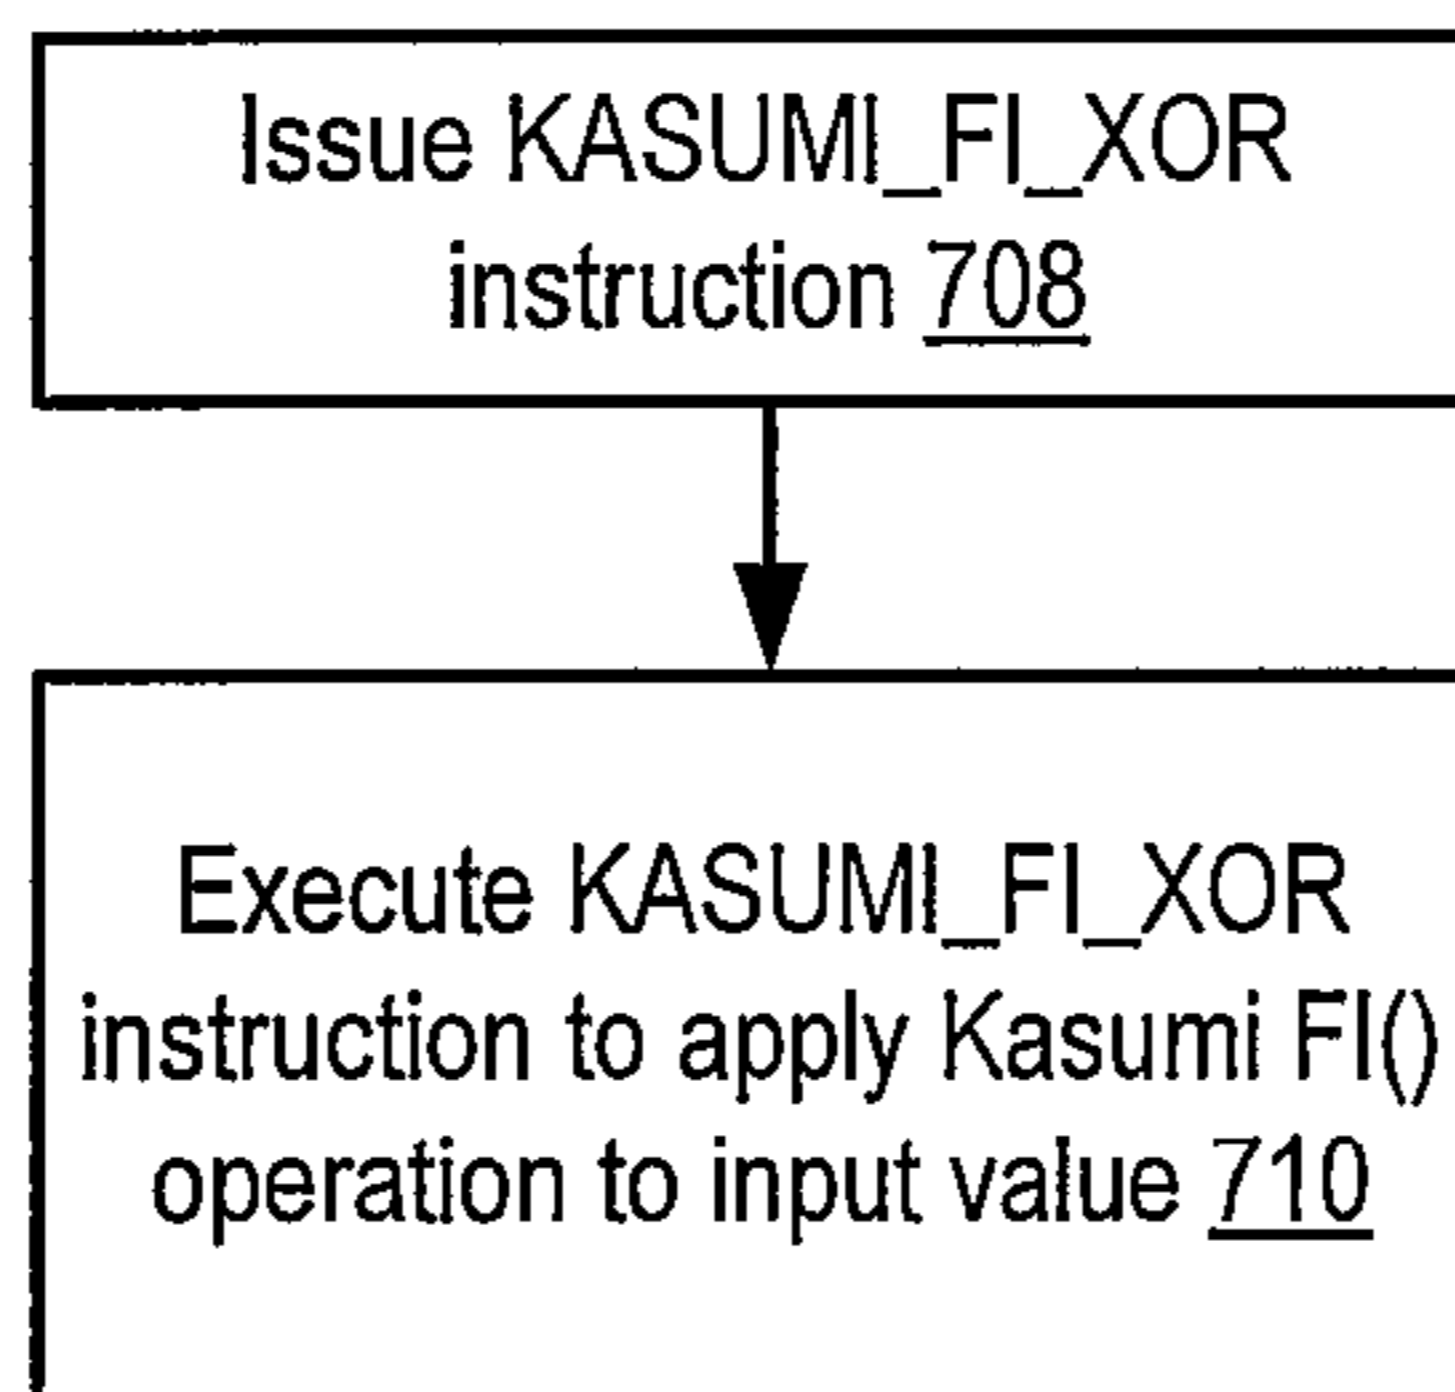 Issue KASUMI_FI_XOR
instruction 708
Execute KASUMI_FI_XOR
instruction to apply Kasumi FI()
operation to input value 710